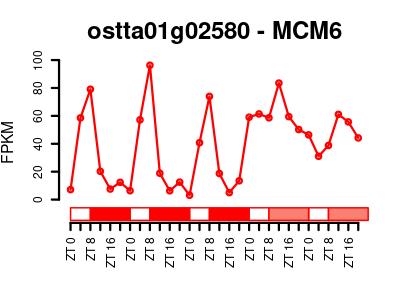 ostta01g02580 - MCM6
FPKM
100
80
60
40
20
0
ZT 0
ZT 8
ZT 16
ZT 0
ZT 8
ZT 16
ZT 0
ZT 8
ZT 16
ZT 0
ZT 8
ZT 16
ZT 0
ZT 8
ZT 16